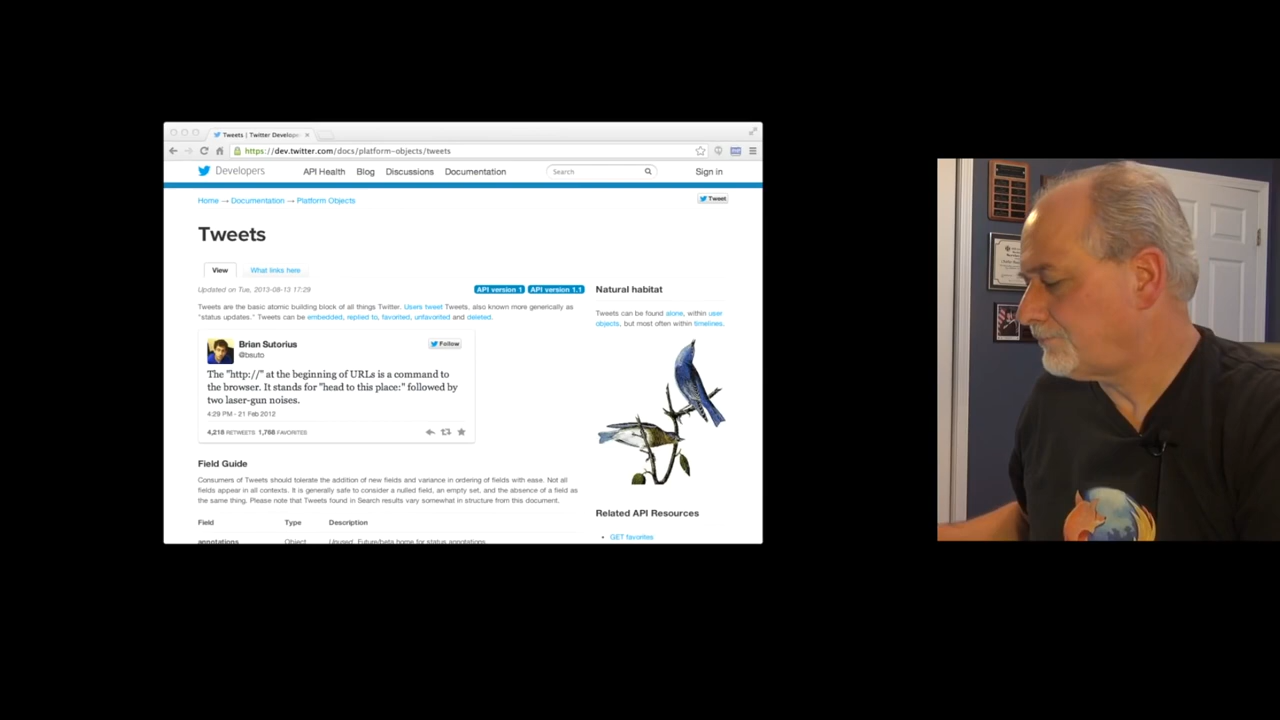 Tweets | Twitter Develope
https://dev.twitter.com/docs/platform-objects/tweets
Developers API Health Blog Discussions Documentation Search Sign in
Home → Documentation → Platform Objects
Tweet
Tweets
View What links here
Updated on Tue, 2013-08-13 17:29 API version 1 API version 1.1
Tweets are the basic atomic building block of all things Twitter. Users tweet Tweets, also known more generically as
"status updates." Tweets can be embedded, replied to, favorited, unfavorited and deleted.
Brian Sutorius
Follow
@bsuto
The "http://" at the beginning of URLs is a command to
the browser. It stands for "head to this place:" followed by
two laser-gun noises.
4:29 PM - 21 Feb 2012
4,218 RETWEETS 1,768 FAVORITES
Field Guide
Consumers of Tweets should tolerate the addition of new fields and variance in ordering of fields with ease. Not all
fields appear in all contexts. It is generally safe to consider a nulled field, an empty set, and the absence of a field as
the same thing. Please note that Tweets found in Search results vary somewhat in structure from this document.
Field Type Description
annotations Object Unused. Future/beta home for status annotations.
Natural habitat
Tweets can be found alone, within user
objects, but most often within timelines.
Related API Resources
GET favorites